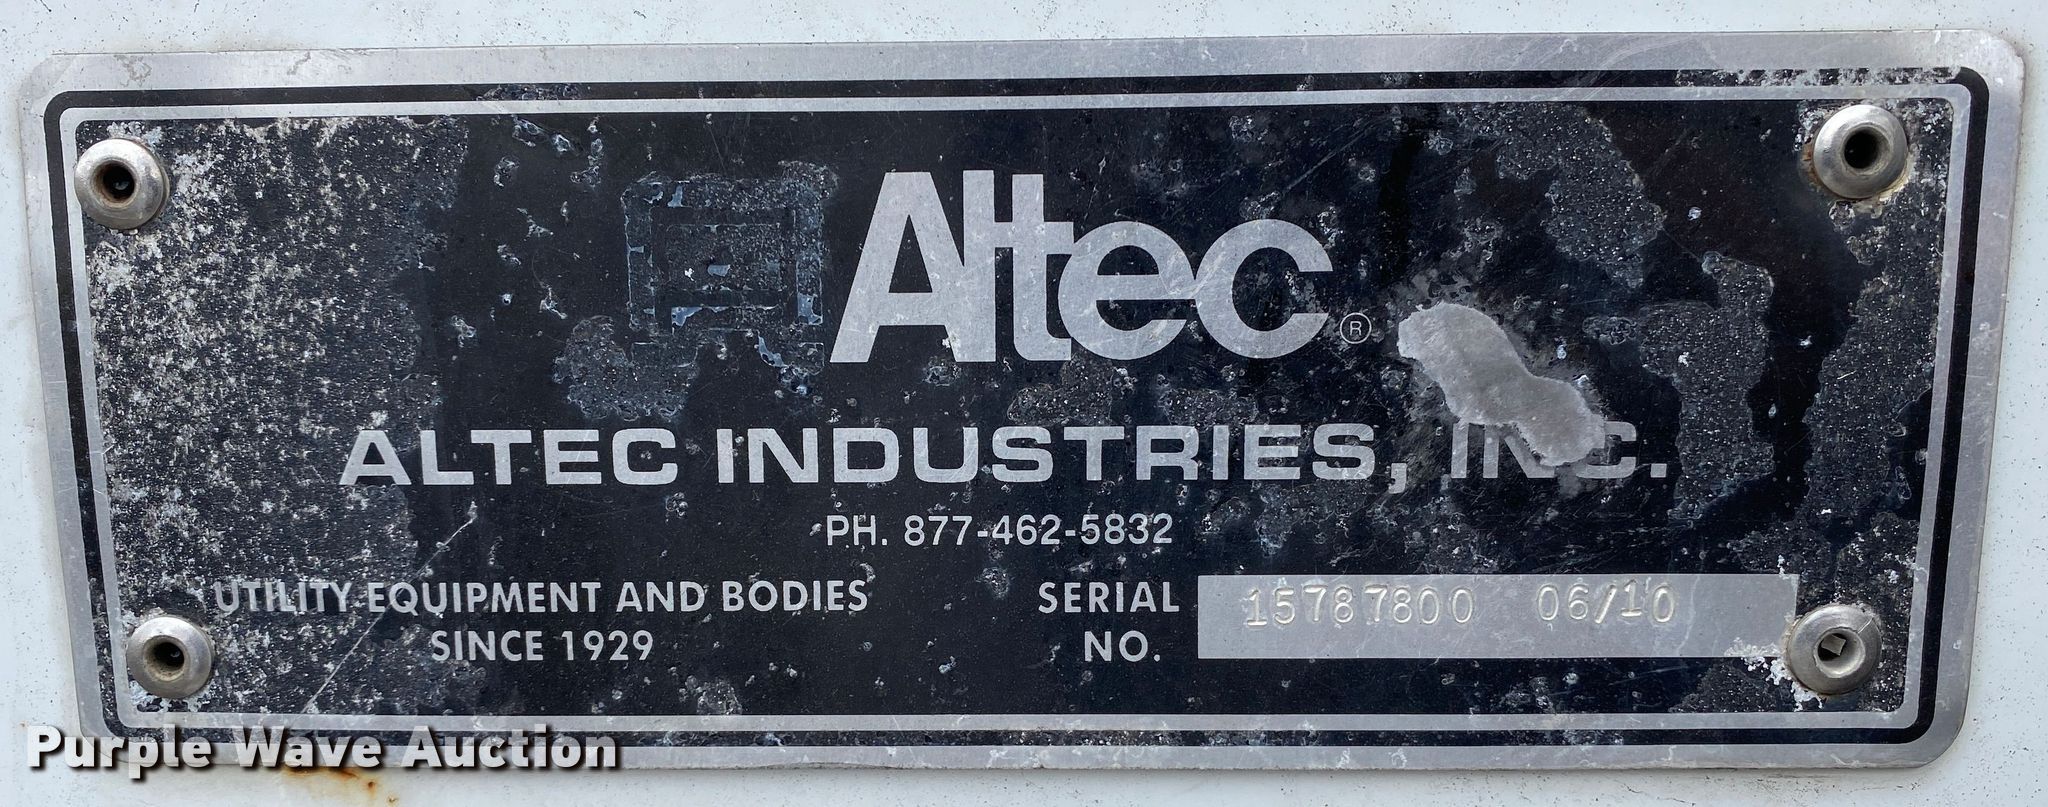 Altec®
ALTEC INDUSTRIES, INC.
PH. 877-462-5832
UTILITY EQUIPMENT AND BODIES
SINCE 1929
SERIAL NO. 15787800 06/10
Purple Wave Auction